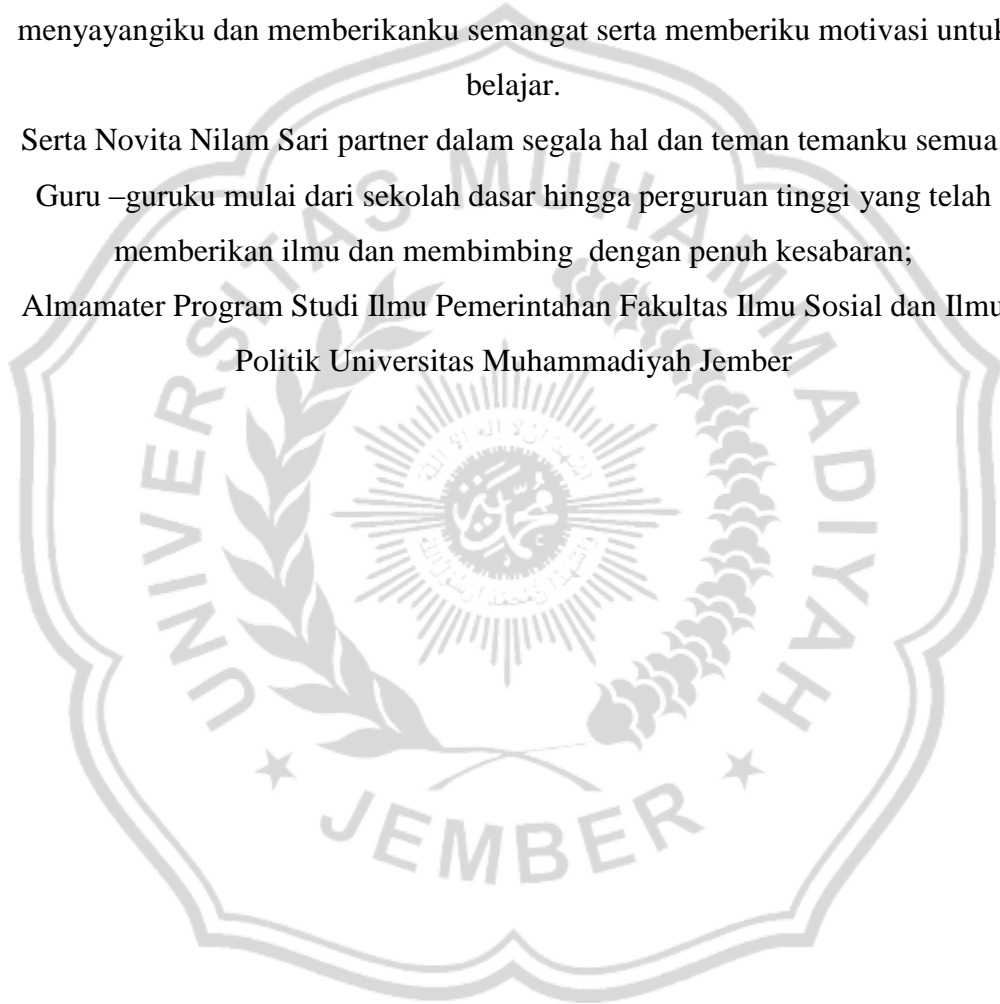 menyayangiku dan memberikanku semangat serta memberiku motivasi untuk
belajar.
Serta Novita Nilam Sari partner dalam segala hal dan teman temanku semua.
Guru –guruku mulai dari sekolah dasar hingga perguruan tinggi yang telah
memberikan ilmu dan membimbing dengan penuh kesabaran;
Almamater Program Studi Ilmu Pemerintahan Fakultas Ilmu Sosial dan Ilmu
Politik Universitas Muhammadiyah Jember
UNIVERSITAS MUHAMMADIYAH
JEMBER